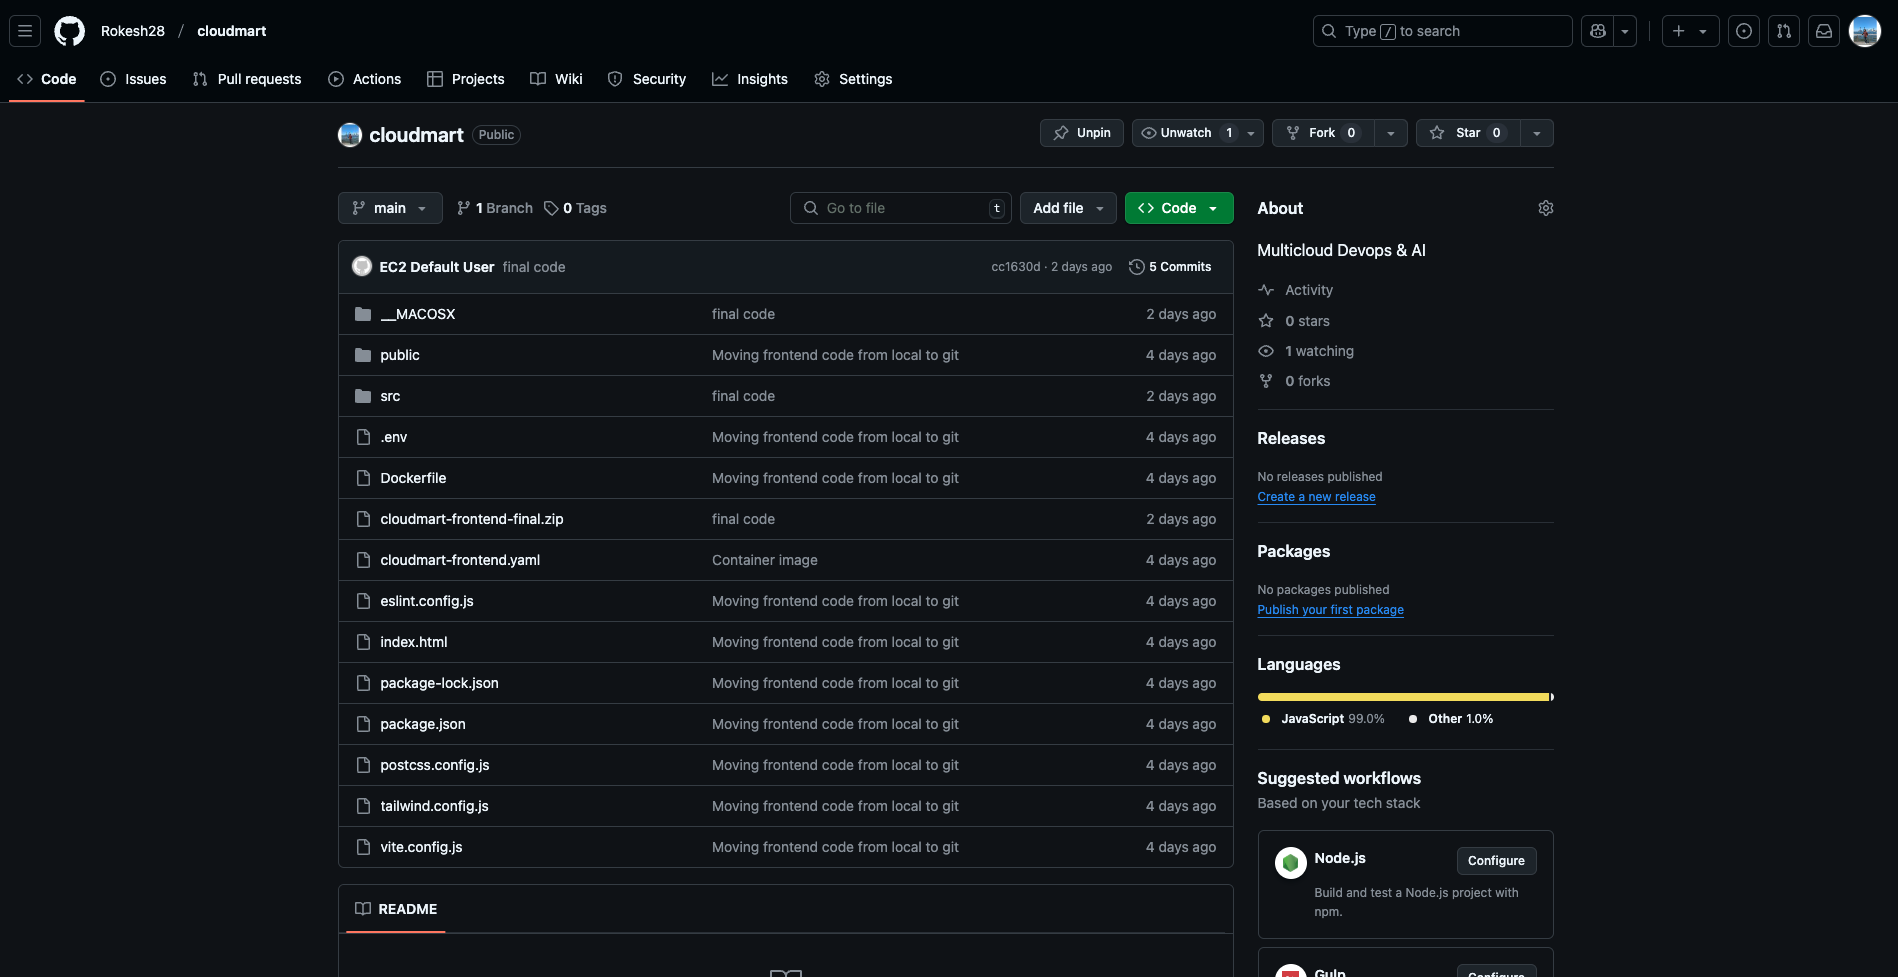 Rokesh28 / cloudmart
Type / to search
Code Issues Pull requests Actions Projects Wiki Security Insights Settings
cloudmart Public
Unpin Unwatch 1 Fork 0 Star 0
main 1 Branch 0 Tags Go to file t Add file Code
EC2 Default User final code cc1630d · 2 days ago 5 Commits
__MACOSX final code 2 days ago
public Moving frontend code from local to git 4 days ago
src final code 2 days ago
.env Moving frontend code from local to git 4 days ago
Dockerfile Moving frontend code from local to git 4 days ago
cloudmart-frontend-final.zip final code 2 days ago
cloudmart-frontend.yaml Container image 4 days ago
eslint.config.js Moving frontend code from local to git 4 days ago
index.html Moving frontend code from local to git 4 days ago
package-lock.json Moving frontend code from local to git 4 days ago
package.json Moving frontend code from local to git 4 days ago
postcss.config.js Moving frontend code from local to git 4 days ago
tailwind.config.js Moving frontend code from local to git 4 days ago
vite.config.js Moving frontend code from local to git 4 days ago
README
About
Multicloud Devops & AI
Activity
0 stars
1 watching
0 forks
Releases
No releases published
Create a new release
Packages
No packages published
Publish your first package
Languages
JavaScript 99.0% Other 1.0%
Suggested workflows
Based on your tech stack
Node.js Configure
Build and test a Node.js project with
npm.
Gulp Configure